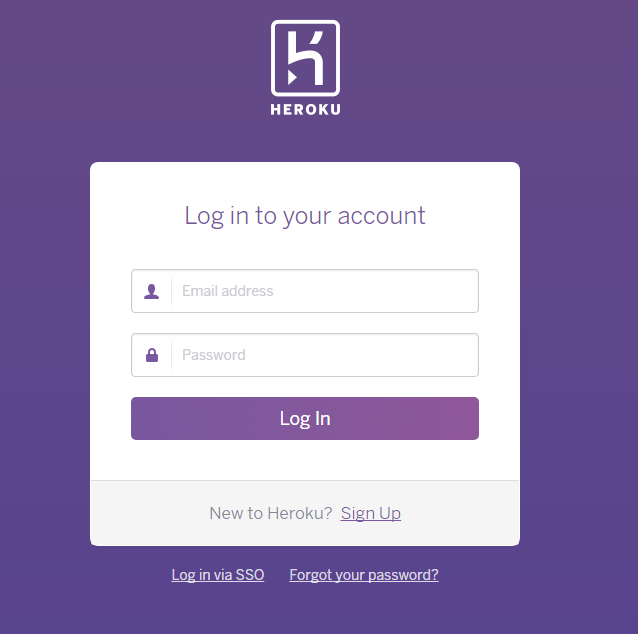 HEROKU
Log in to your account
Email address
Password
Log In
New to Heroku? Sign Up
Log in via SSO Forgot your password?